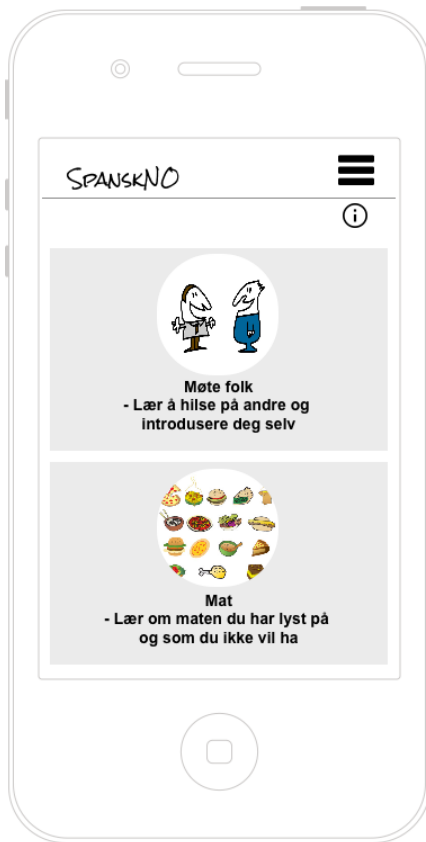 SpanskNO
Møte folk
- Lær å hilse på andre og
introdusere deg selv
Mat
- Lær om maten du har lyst på
og som du ikke vil ha